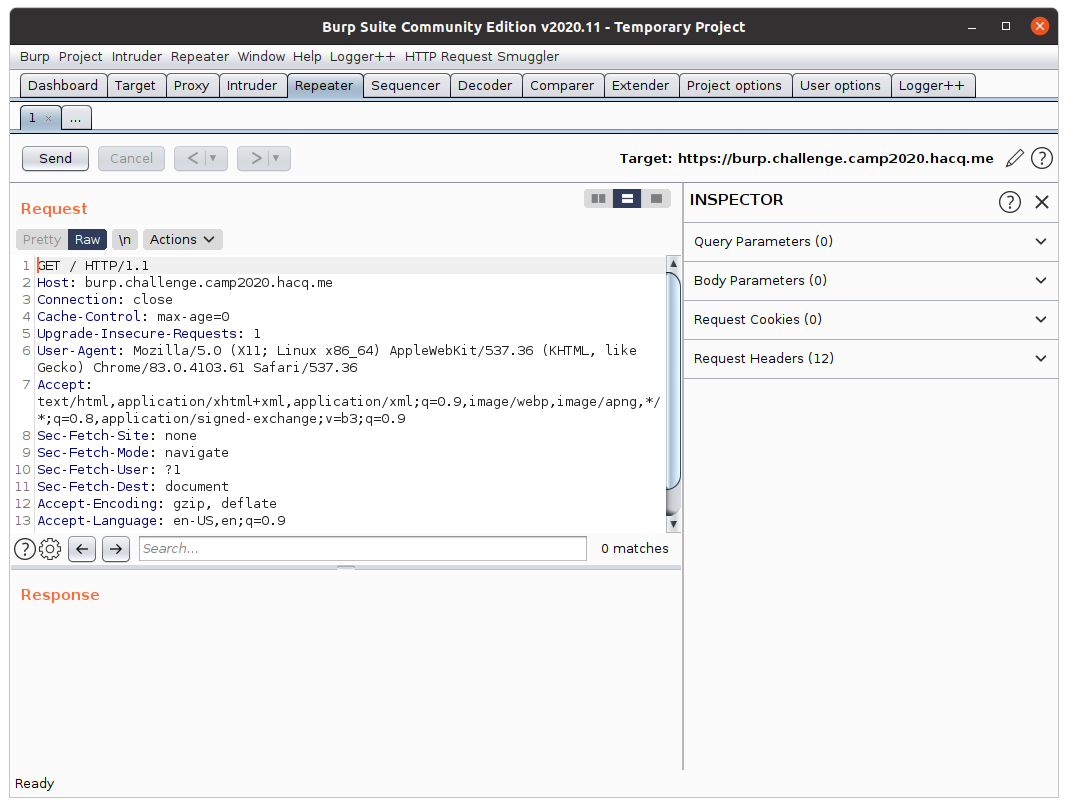 Burp Suite Community Edition v2020.11 - Temporary Project
Burp Project Intruder Repeater Window Help Logger++ HTTP Request Smuggler
Dashboard Target Proxy Intruder Repeater Sequencer Decoder Comparer Extender Project options User options Logger++
1 × ...
Send Cancel < > Target: https://burp.challenge.camp2020.hacq.me ?
Request
Pretty Raw \n Actions
1 GET / HTTP/1.1
2 Host: burp.challenge.camp2020.hacq.me
3 Connection: close
4 Cache-Control: max-age=0
5 Upgrade-Insecure-Requests: 1
6 User-Agent: Mozilla/5.0 (X11; Linux x86_64) AppleWebKit/537.36 (KHTML, like
Gecko) Chrome/83.0.4103.61 Safari/537.36
7 Accept:
text/html,application/xhtml+xml,application/xml;q=0.9,image/webp,image/apng,*/
*;q=0.8,application/signed-exchange;v=b3;q=0.9
8 Sec-Fetch-Site: none
9 Sec-Fetch-Mode: navigate
10 Sec-Fetch-User: ?1
11 Sec-Fetch-Dest: document
12 Accept-Encoding: gzip, deflate
13 Accept-Language: en-US,en;q=0.9
? Search... 0 matches
Response
INSPECTOR ?
Query Parameters (0)
Body Parameters (0)
Request Cookies (0)
Request Headers (12)
Ready